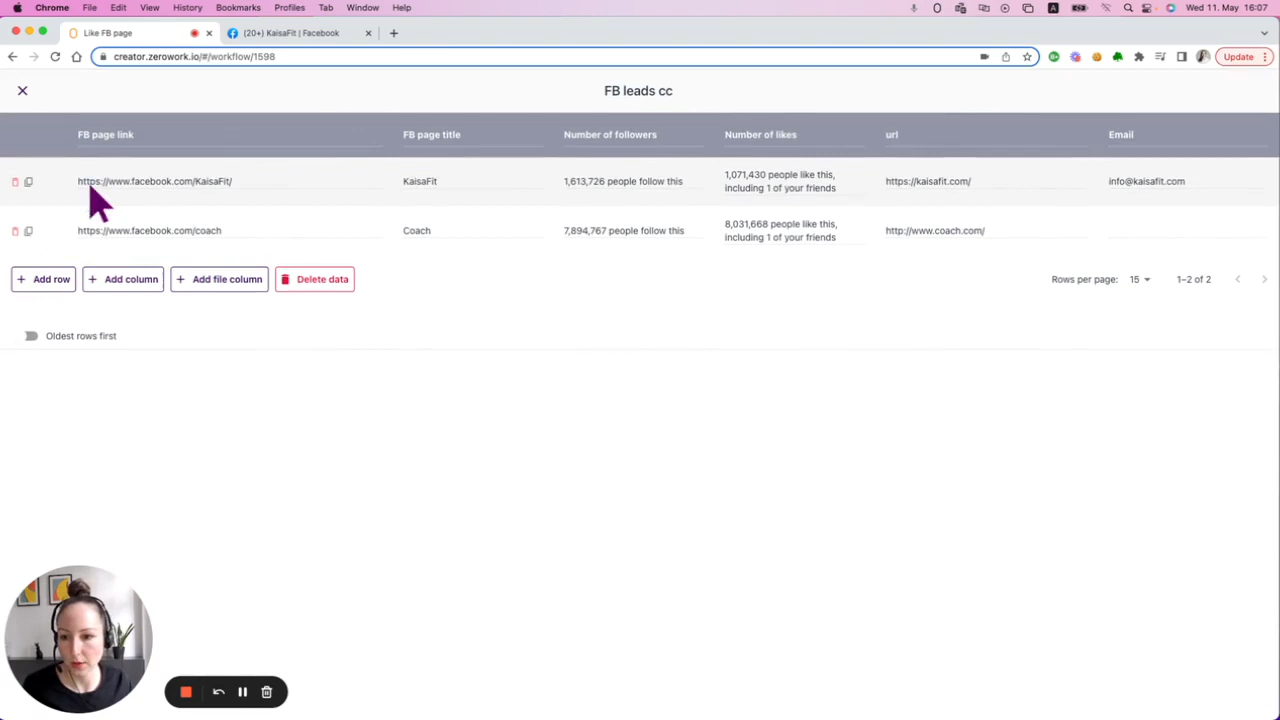 Chrome File Edit View History Bookmarks Profiles Tab Window Help A Wed 11. May 16:07
Like FB page (20+) KaisaFit | Facebook
creator.zerowork.io/#/workflow/1598 Update
FB leads cc
FB page link FB page title Number of followers Number of likes url Email
https://www.facebook.com/KaisaFit/ KaisaFit 1,613,726 people follow this 1,071,430 people like this, including 1 of your friends https://kaisafit.com/ info@kaisafit.com
https://www.facebook.com/coach Coach 7,894,767 people follow this 8,031,668 people like this, including 1 of your friends http://www.coach.com/
+ Add row + Add column + Add file column Delete data Rows per page: 15 1–2 of 2
Oldest rows first